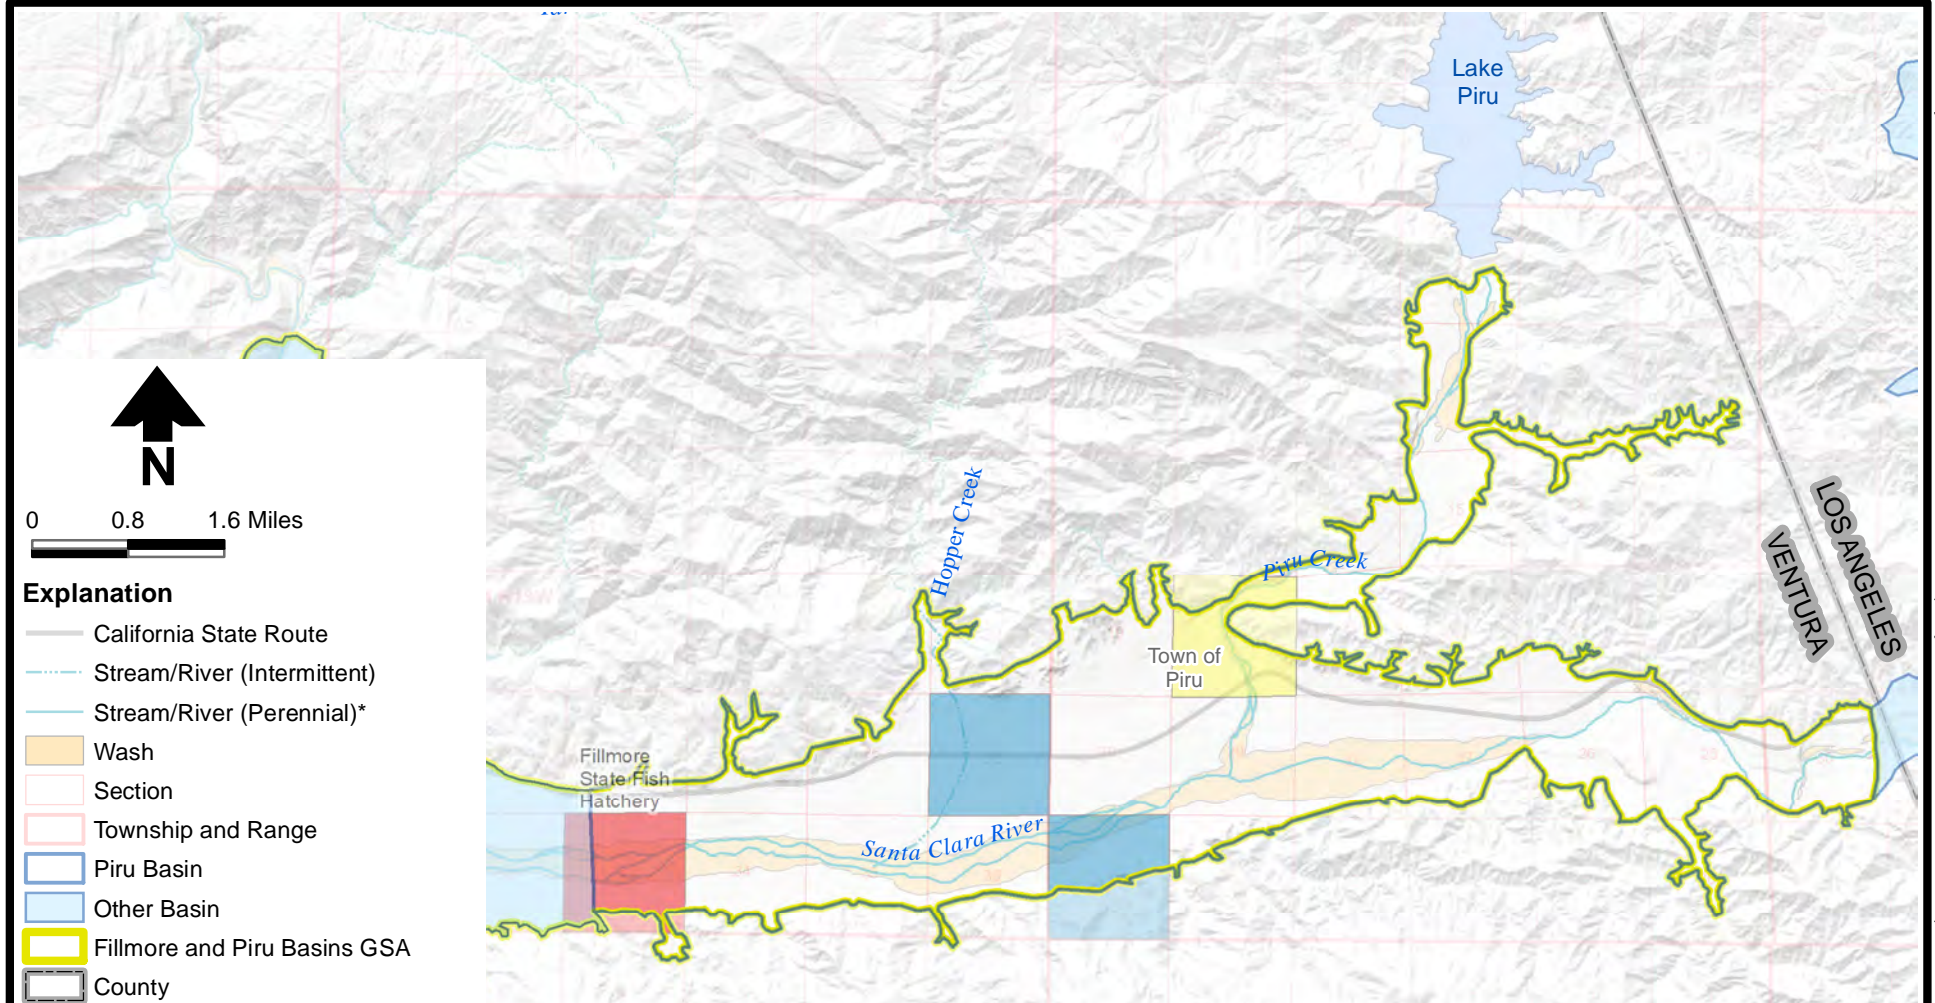 Lake
Piru
N
0 0.8 1.6 Miles
Explanation
California State Route
Stream/River (Intermittent)
Stream/River (Perennial)*
Wash
Section
Township and Range
Piru Basin
Other Basin
Fillmore and Piru Basins GSA
County
Hopper Creek
Piru Creek
LOS ANGELES
VENTURA
Town of
Piru
Fillmore
State Fish
Hatchery
Santa Clara River